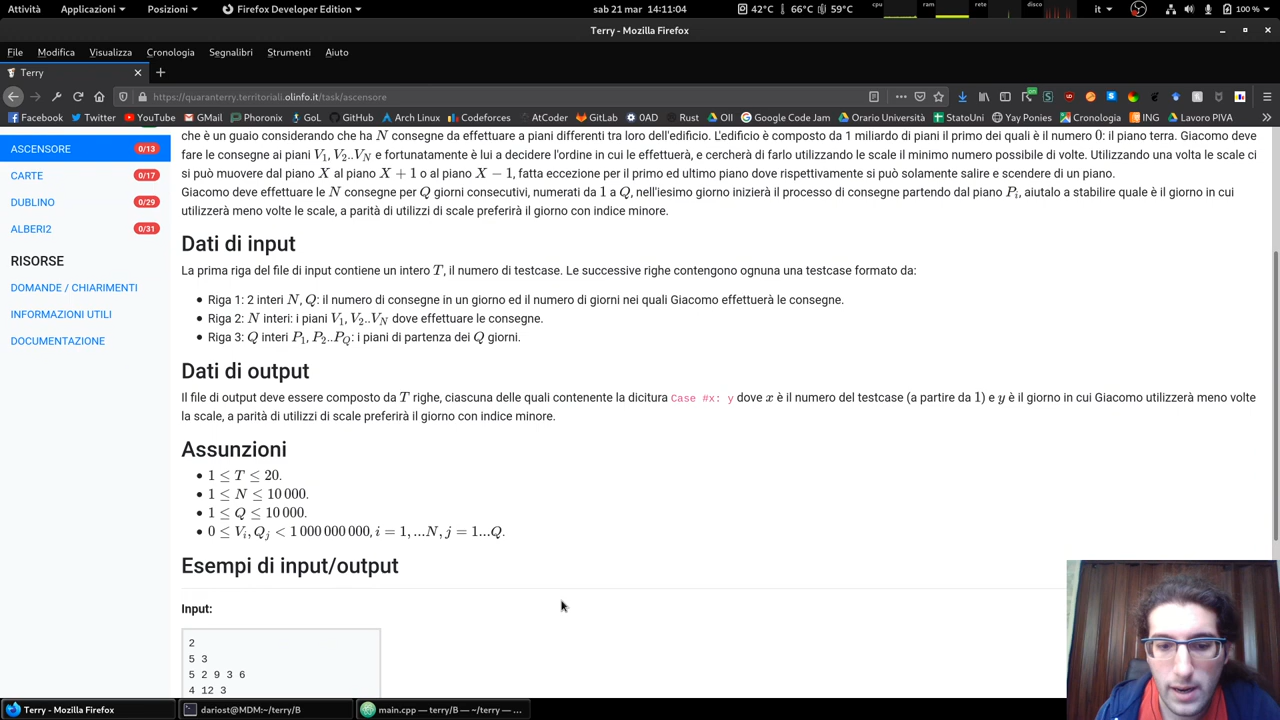 Attività Applicazioni Posizioni Firefox Developer Edition sab 21 mar 14:11:04 42°C 66°C 59°C cpu ram rete disco it 100 %
Terry - Mozilla Firefox
File Modifica Visualizza Cronologia Segnalibri Strumenti Aiuto
Terry
https://quaranterry.territoriali.olinfo.it/task/ascensore
Facebook Twitter YouTube GMail Phoronix GoL GitHub Arch Linux Codeforces AtCoder GitLab OAD Rust OII Google Code Jam Orario Università Statistiche OII Yay Ponies Cronologia ING Lavoro PIVA
ASCENSORE 0/13
CARTE 0/17
DUBLINO 0/29
ALBERI2 0/31
RISORSE
DOMANDE / CHIARIMENTI
INFORMAZIONI UTILI
DOCUMENTAZIONE
che è un guaio considerando che ha N consegne da effettuare a piani differenti tra loro dell'edificio. L'edificio è composto da 1 miliardo di piani il primo dei quali è il numero 0: il piano terra. Giacomo deve
fare le consegne ai piani V1, V2..VN e fortunatamente è lui a decidere l'ordine in cui le effettuerà, e cercherà di farlo utilizzando le scale il minimo numero possibile di volte. Utilizzando una volta le scale ci
si può muovere dal piano X al piano X + 1 o al piano X − 1, fatta eccezione per il primo ed ultimo piano dove rispettivamente si può solamente salire e scendere di un piano.
Giacomo deve effettuare le N consegne per Q giorni consecutivi, numerati da 1 a Q, nell'iesimo giorno inizierà il processo di consegne partendo dal piano Pi, aiutalo a stabilire quale è il giorno in cui
utilizzerà meno volte le scale, a parità di utilizzi di scale preferirà il giorno con indice minore.
Dati di input
La prima riga del file di input contiene un intero T, il numero di testcase. Le successive righe contengono ognuna una testcase formato da:
• Riga 1: 2 interi N, Q: il numero di consegne in un giorno ed il numero di giorni nei quali Giacomo effettuerà le consegne.
• Riga 2: N interi: i piani V1, V2..VN dove effettuare le consegne.
• Riga 3: Q interi P1, P2..PQ: i piani di partenza dei Q giorni.
Dati di output
Il file di output deve essere composto da T righe, ciascuna delle quali contenente la dicitura Case #x: y dove x è il numero del testcase (a partire da 1) e y è il giorno in cui Giacomo utilizzerà meno volte
la scale, a parità di utilizzi di scale preferirà il giorno con indice minore.
Assunzioni
• 1 ≤ T ≤ 20.
• 1 ≤ N ≤ 10 000.
• 1 ≤ Q ≤ 10 000.
• 0 ≤ Vi, Qj < 1 000 000 000, i = 1, ...N, j = 1...Q.
Esempi di input/output
Input:
2
5 3
5 2 9 3 6
4 12 3
Terry - Mozilla Firefox dariost@MDM:~/terry/B main.cpp — terry/B — ~/terry — ...